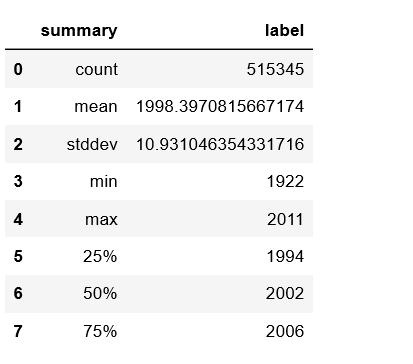 summary label
0 count 515345
1 mean 1998.3970815667174
2 stddev 10.931046354331716
3 min 1922
4 max 2011
5 25% 1994
6 50% 2002
7 75% 2006